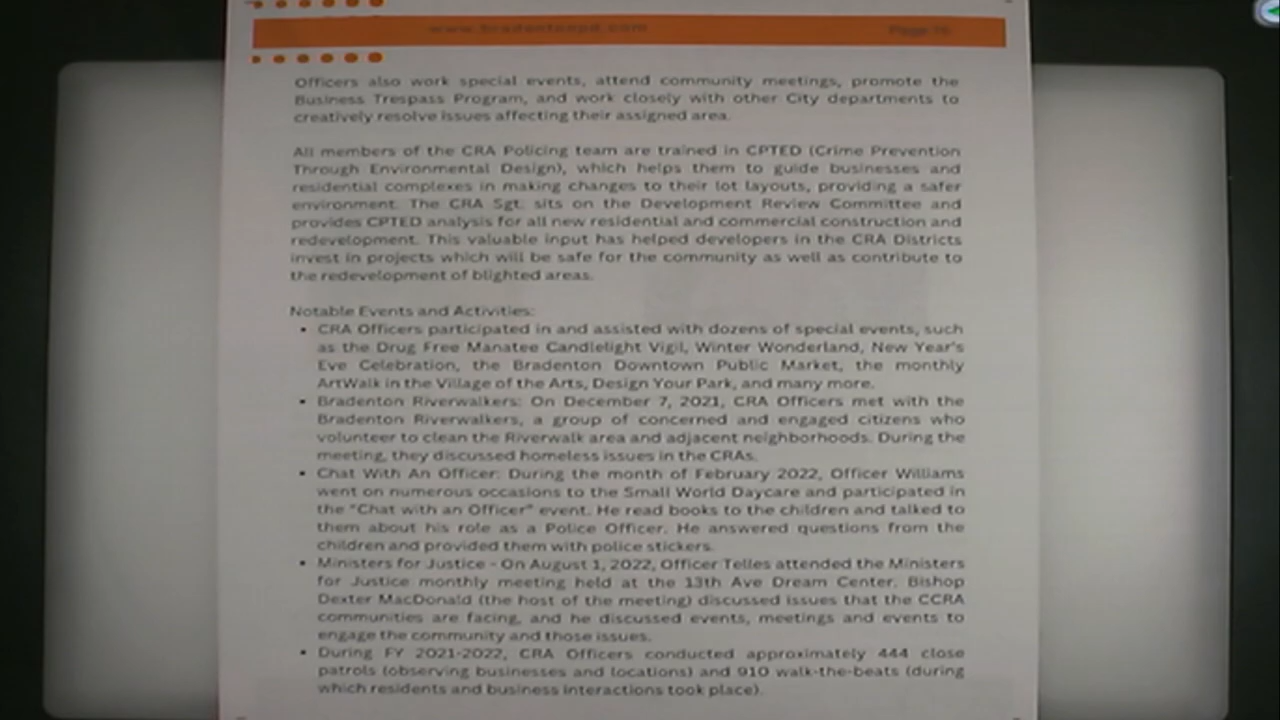 www.bradentonpd.com
Page 16
Officers also work special events, attend community meetings, promote the
Business Trespass Program, and work closely with other City departments to
creatively resolve issues affecting their assigned area.
All members of the CRA Policing team are trained in CPTED (Crime Prevention
Through Environmental Design), which helps them to guide businesses and
residential complexes in making changes to their lot layouts, providing a safer
environment. The CRA Sgt. sits on the Development Review Committee and
provides CPTED analysis for all new residential and commercial construction and
redevelopment. This valuable input has helped developers in the CRA Districts
invest in projects which will be safe for the community as well as contribute to
the redevelopment of blighted areas.
Notable Events and Activities:
• CRA Officers participated in and assisted with dozens of special events, such
as the Drug Free Manatee Candlelight Vigil, Winter Wonderland, New Year's
Eve Celebration, the Bradenton Downtown Public Market, the monthly
ArtWalk in the Village of the Arts, Design Your Park, and many more.
• Bradenton Riverwalkers: On December 7, 2021, CRA Officers met with the
Bradenton Riverwalkers, a group of concerned and engaged citizens who
volunteer to clean the Riverwalk area and adjacent neighborhoods. During the
meeting, they discussed homeless issues in the CRAs.
• Chat With An Officer: During the month of February 2022, Officer Williams
went on numerous occasions to the Small World Daycare and participated in
the "Chat with an Officer" event. He read books to the children and talked to
them about his role as a Police Officer. He answered questions from the
children and provided them with police stickers.
• Ministers for Justice - On August 1, 2022, Officer Telles attended the Ministers
for Justice monthly meeting held at the 13th Ave Dream Center. Bishop
Dexter MacDonald (the host of the meeting) discussed issues that the CCRA
communities are facing, and he discussed events, meetings and events to
engage the community and those issues.
• During FY 2021-2022, CRA Officers conducted approximately 444 close
patrols (observing businesses and locations) and 910 walk-the-beats (during
which residents and business interactions took place).